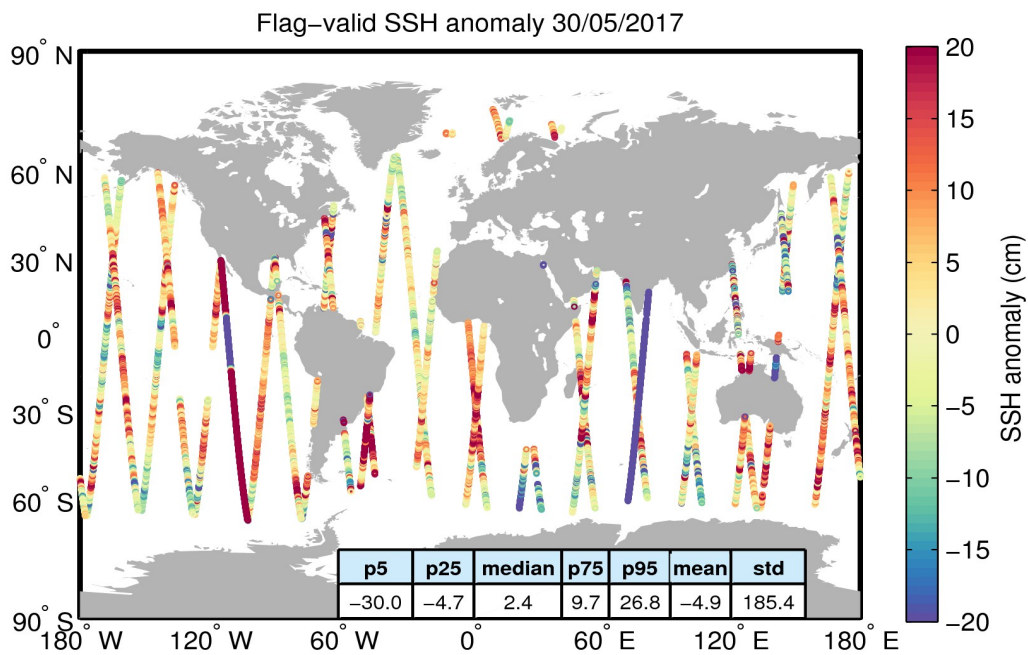 Flag−valid SSH anomaly 30/05/2017
90° N
60° N
30° N
0°
30° S
60° S
90° S
180° W
120° W
60° W
0°
60° E
120° E
180° E
p5 p25 median p75 p95 mean std
−30.0 −4.7 2.4 9.7 26.8 −4.9 185.4
20
15
10
5
0
−5
−10
−15
−20
SSH anomaly (cm)